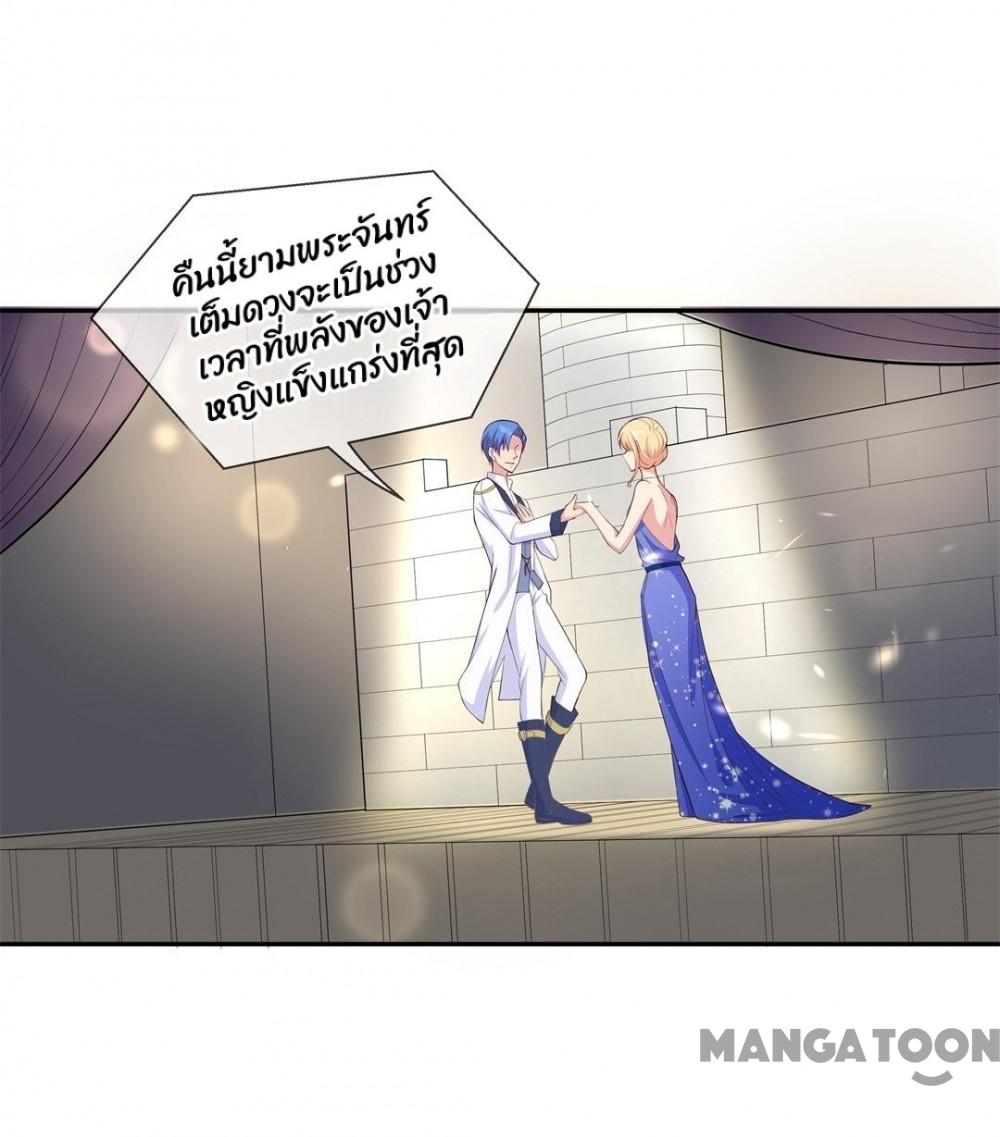 คืนนี้ยามพระจันทร์
เต็มดวงจะเป็นช่วง
เวลาที่พลังของเจ้า
หญิงแข็งแกร่งที่สุด
MANGATOON